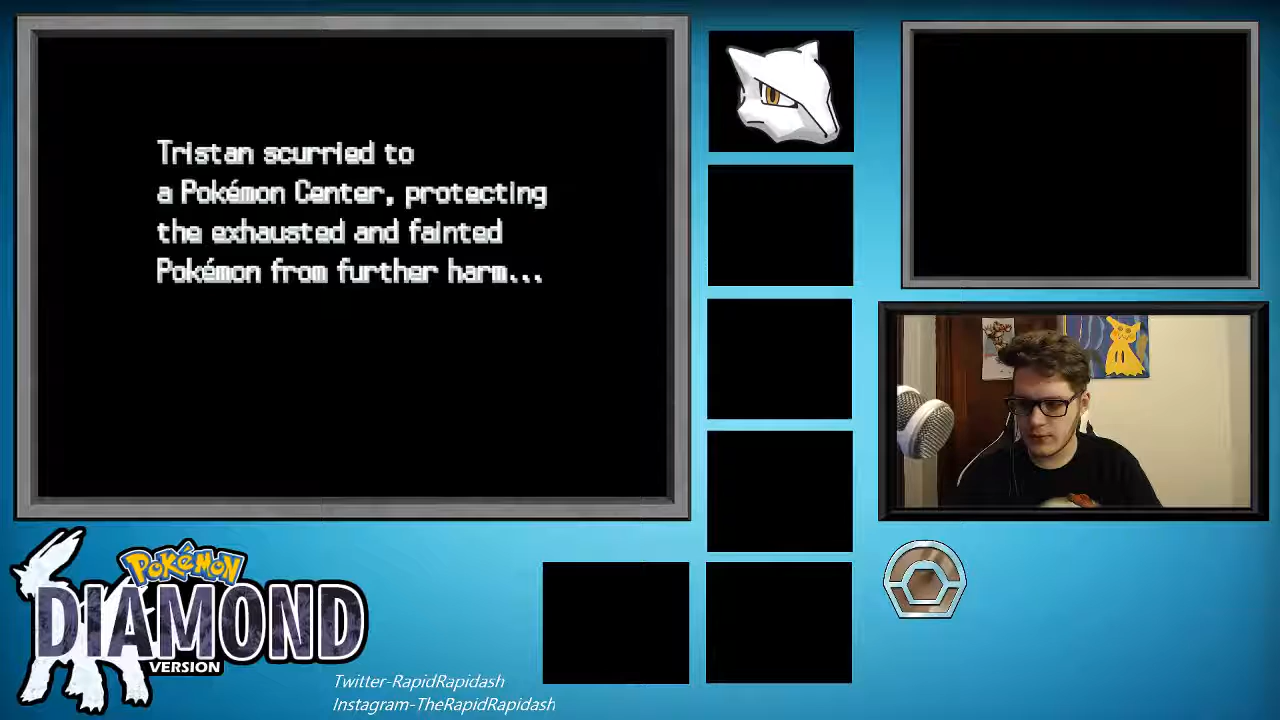 Tristan scurried to
a Pokémon Center, protecting
the exhausted and fainted
Pokémon from further harm...
POKéMON
DIAMOND
VERSION
Twitter-RapidRapidash
Instagram-TheRapidRapidash